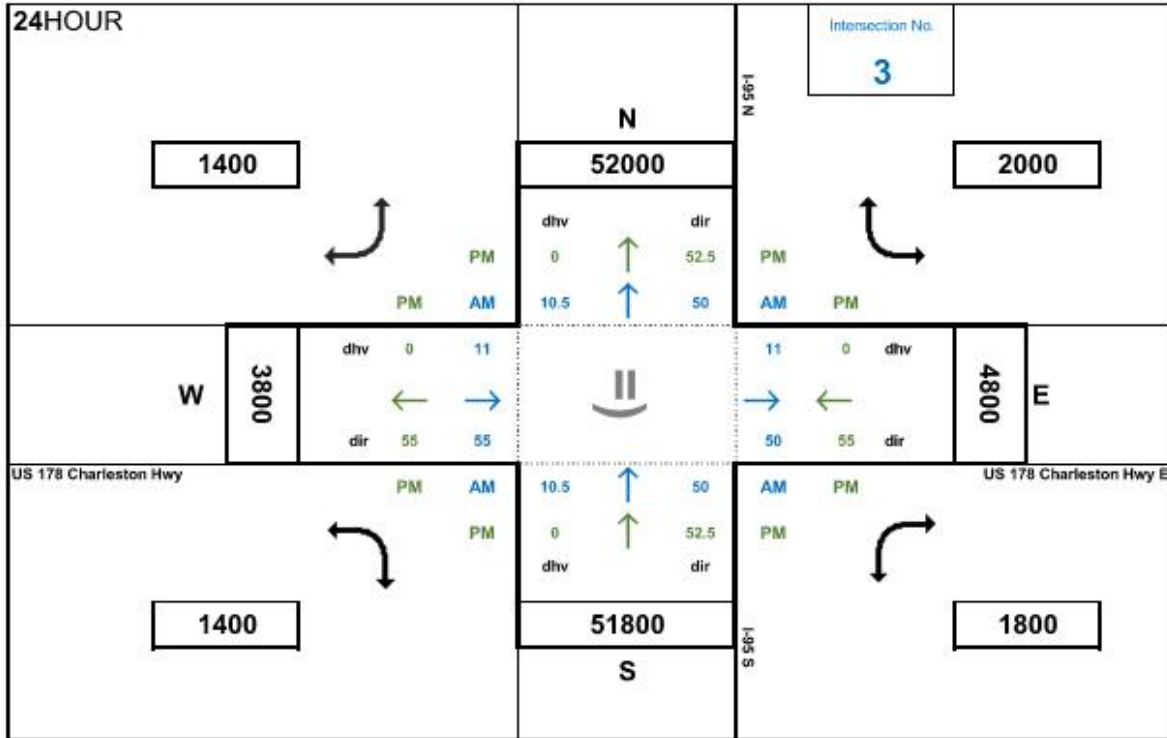 24HOUR
Intersection No.
3
I-95 N
N
1400
52000
2000
dhv dir
PM 0 52.5 PM
PM AM 10.5 50 AM PM
dhv 0 11 11 0 dhv
W 3800 4800 E
dir 55 55 50 55 dir
US 178 Charleston Hwy US 178 Charleston Hwy E
PM AM 10.5 50 AM PM
PM 0 52.5 PM
dhv dir
1400 51800 1800
I-95 S
S